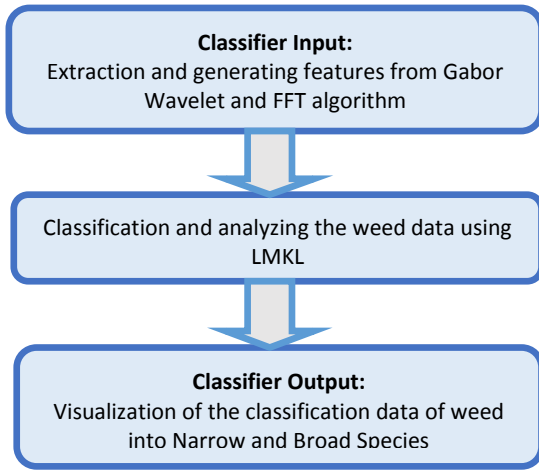 Classifier Input:
Extraction and generating features from Gabor
Wavelet and FFT algorithm
Classification and analyzing the weed data using
LMKL
Classifier Output:
Visualization of the classification data of weed
into Narrow and Broad Species